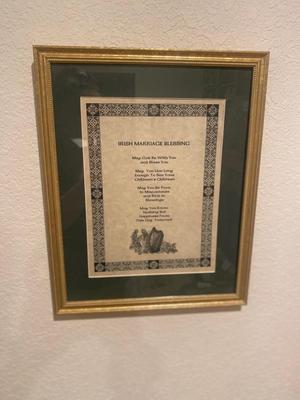 IRISH MARRIAGE BLESSING
May God Be With You
and Bless You
May You Live Long
Enough To See Your
Children's Children
May You Be Poor
In Misfortunes
and Rich in
Blessings
May You Know
Nothing But
Happiness From
This Day Forward